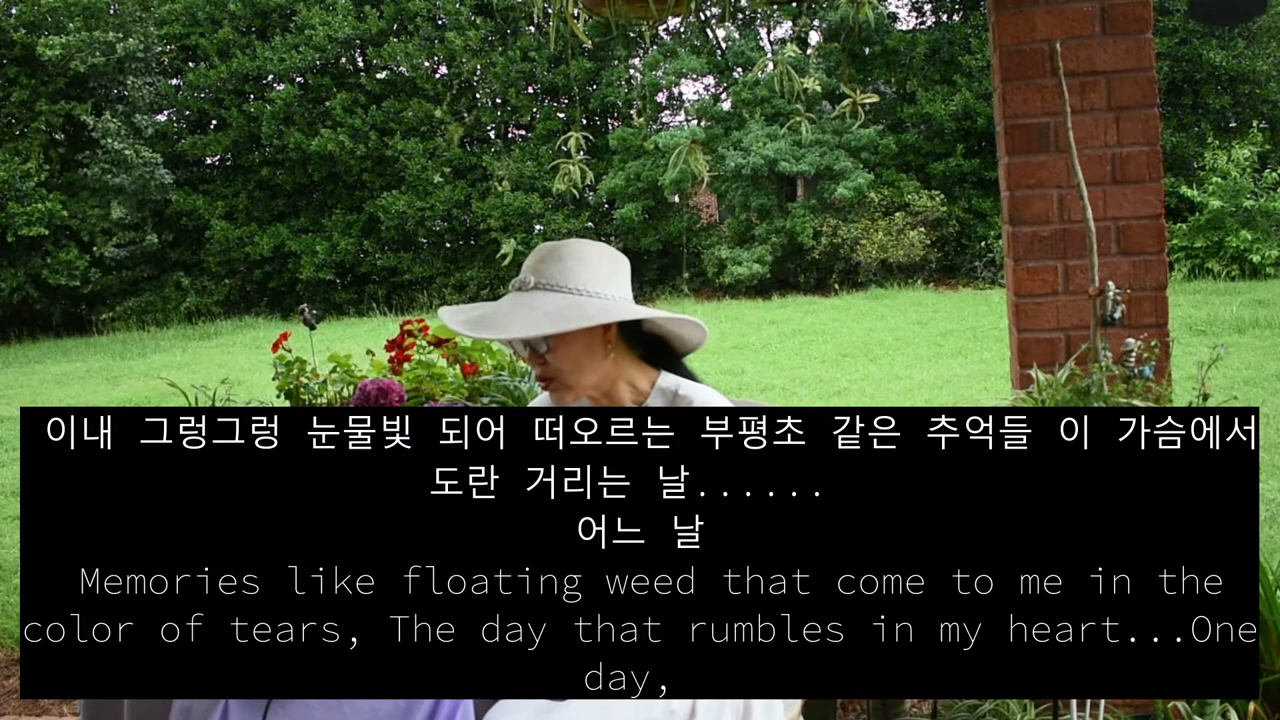 이내 그렁그렁 눈물빛 되어 떠오르는 부평초 같은 추억들 이 가슴에서
도란 거리는 날......
어느 날
Memories like floating weed that come to me in the
color of tears, The day that rumbles in my heart...One
day,